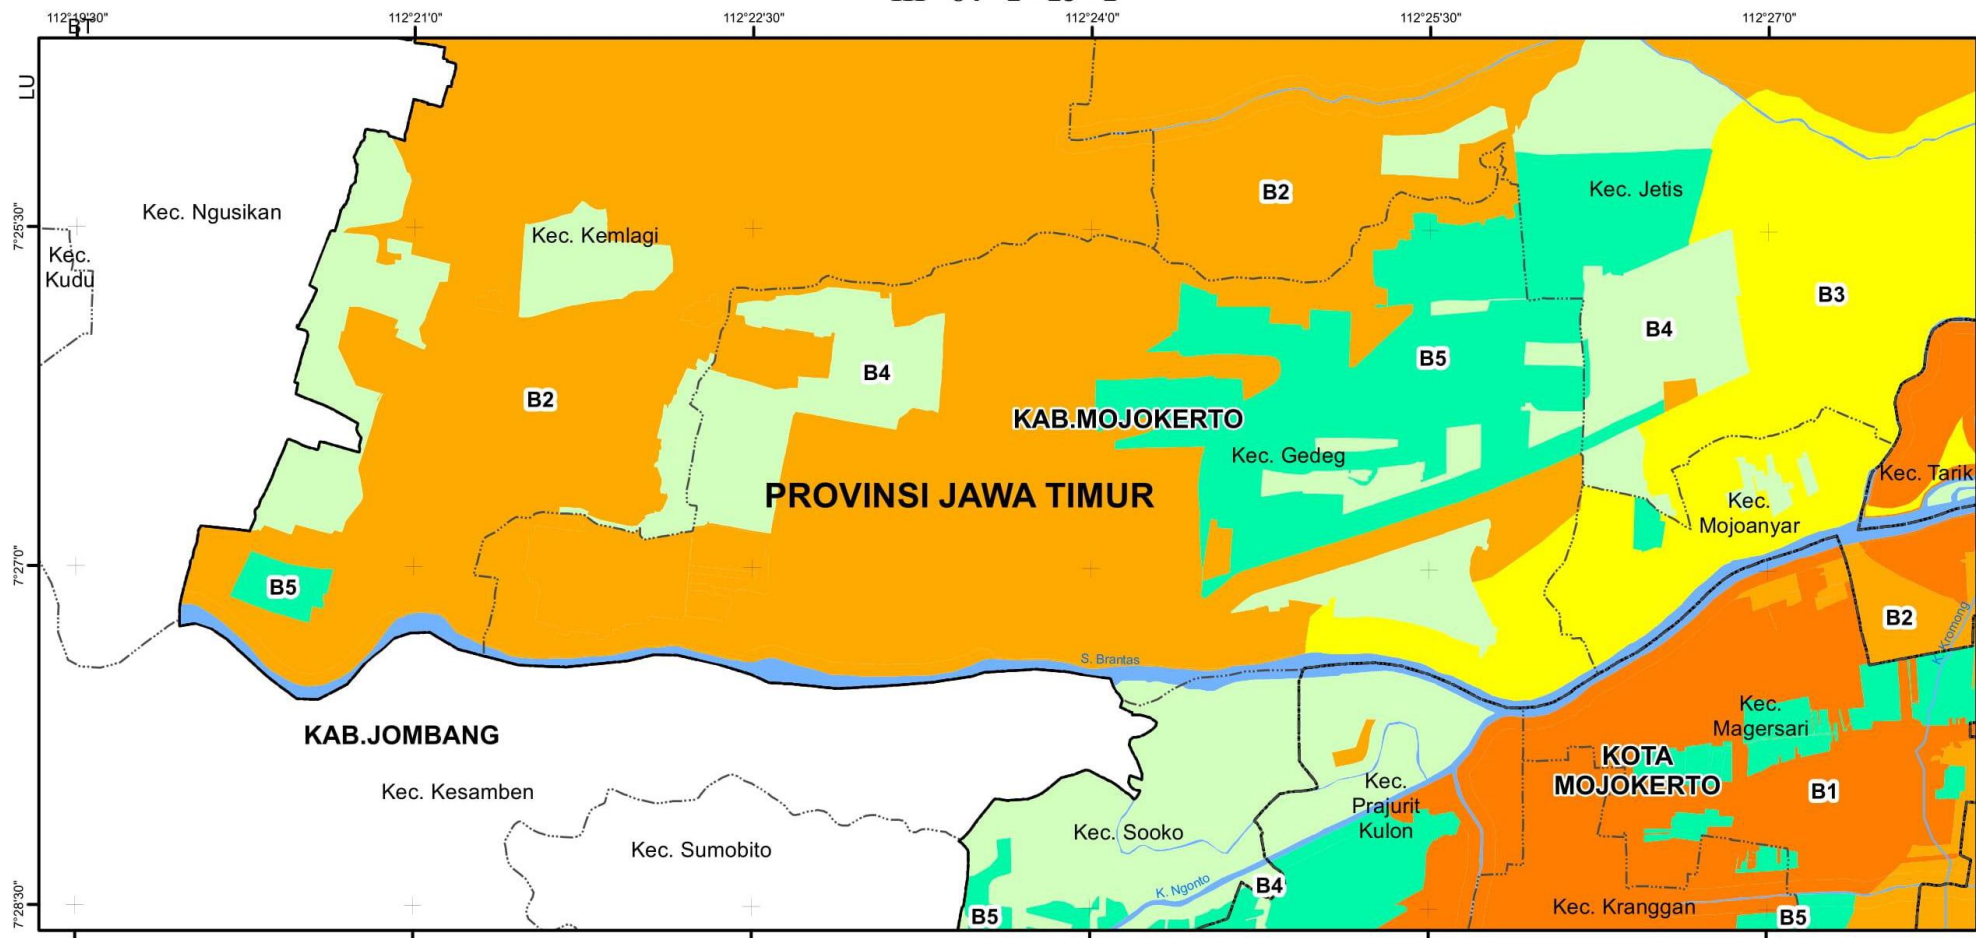 112°19'30"
112°21'0"
112°22'30"
112°24'0"
112°25'30"
112°27'0"
BT
LU
7°25'30"
7°27'0"
7°28'30"
Kec. Ngusikan
Kec.
Kudu
Kec. Kemlagi
B2
Kec. Jetis
B3
B4
B5
B4
B2
KAB.MOJOKERTO
Kec. Gedeg
PROVINSI JAWA TIMUR
Kec.
Mojoanyar
Kec. Tarik
B5
B2
K. Kromong
S. Brantas
KAB.JOMBANG
Kec.
Magersari
KOTA
MOJOKERTO
B1
Kec. Kesamben
Kec.
Prajurit
Kulon
Kec. Sooko
Kec. Sumobito
K. Ngonto
B4
Kec. Kranggan
B5
B5